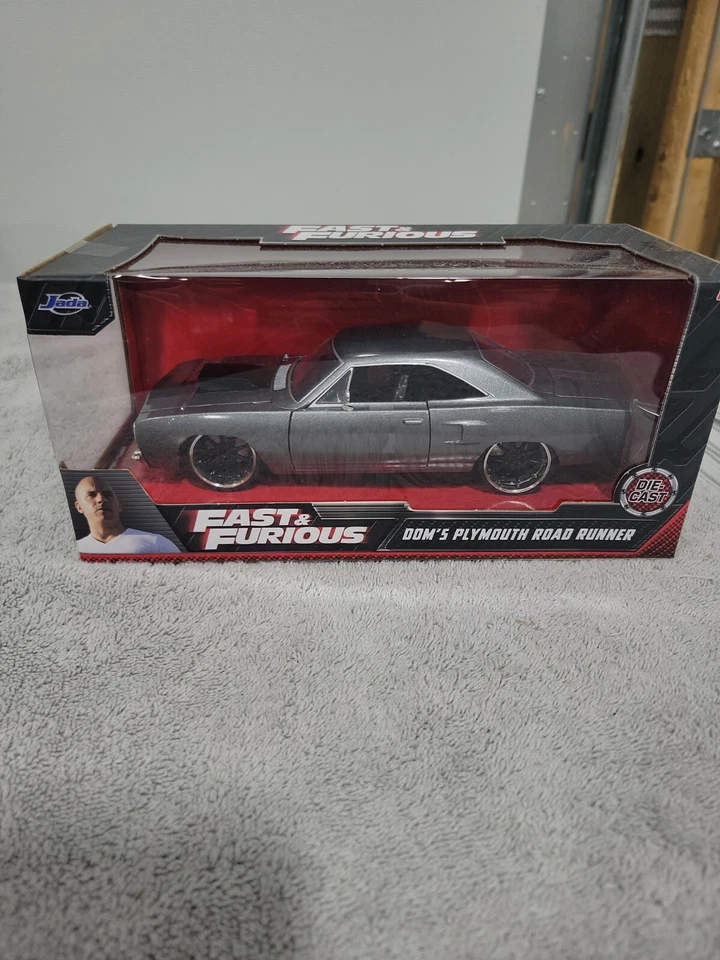 FAST &
FURIOUS
Jada
FAST &
FURIOUS
DOM'S PLYMOUTH ROAD RUNNER
DIE-
CAST